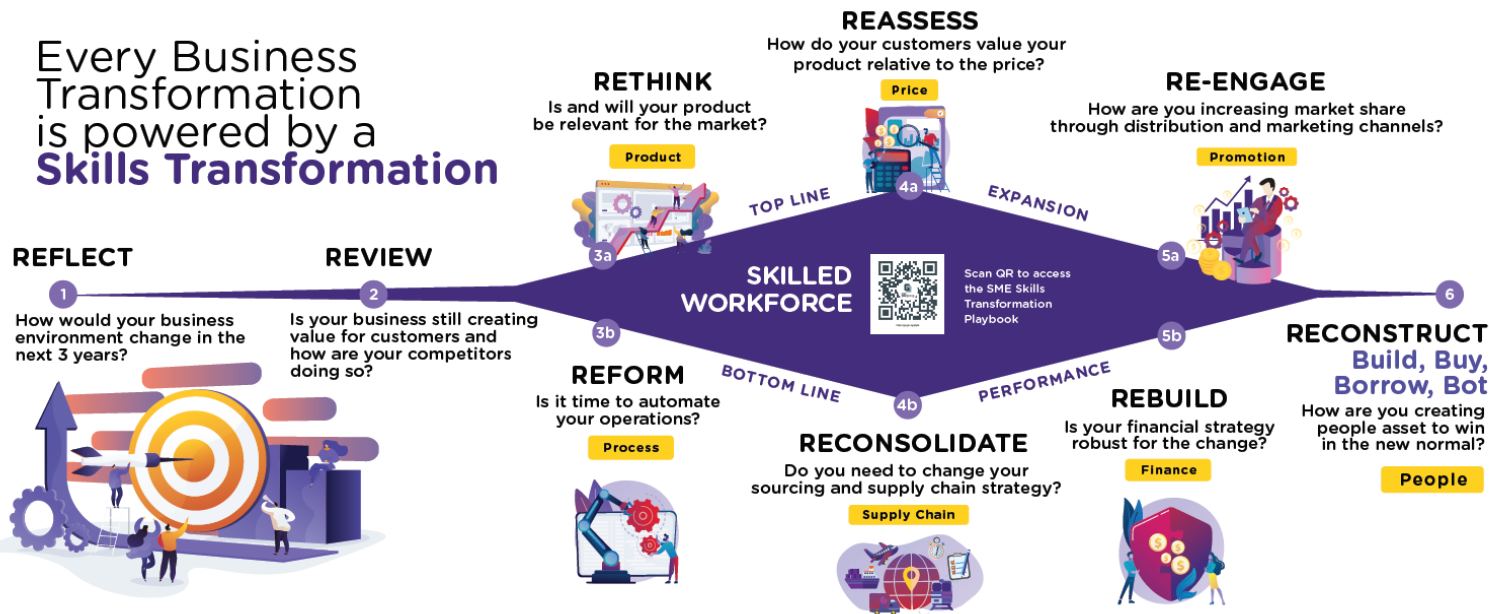 Every Business
Transformation
is powered by a
Skills Transformation
REFLECT
1
How would your business
environment change in the
next 3 years?
REVIEW
2
Is your business still creating
value for customers and
how are your competitors
doing so?
RETHINK
Is and will your product
be relevant for the market?
Product
3a
TOP LINE
REASSESS
How do your customers value your
product relative to the price?
Price
4a
EXPANSION
RE-ENGAGE
How are you increasing market share
through distribution and marketing channels?
Promotion
5a
SKILLED
WORKFORCE
Scan QR to access
the SME Skills
Transformation
Playbook
3b
REFORM
Is it time to automate
your operations?
Process
BOTTOM LINE
4b
RECONSOLIDATE
Do you need to change your
sourcing and supply chain strategy?
Supply Chain
PERFORMANCE
5b
REBUILD
Is your financial strategy
robust for the change?
Finance
6
RECONSTRUCT
Build, Buy,
Borrow, Bot
How are you creating
people asset to win
in the new normal?
People